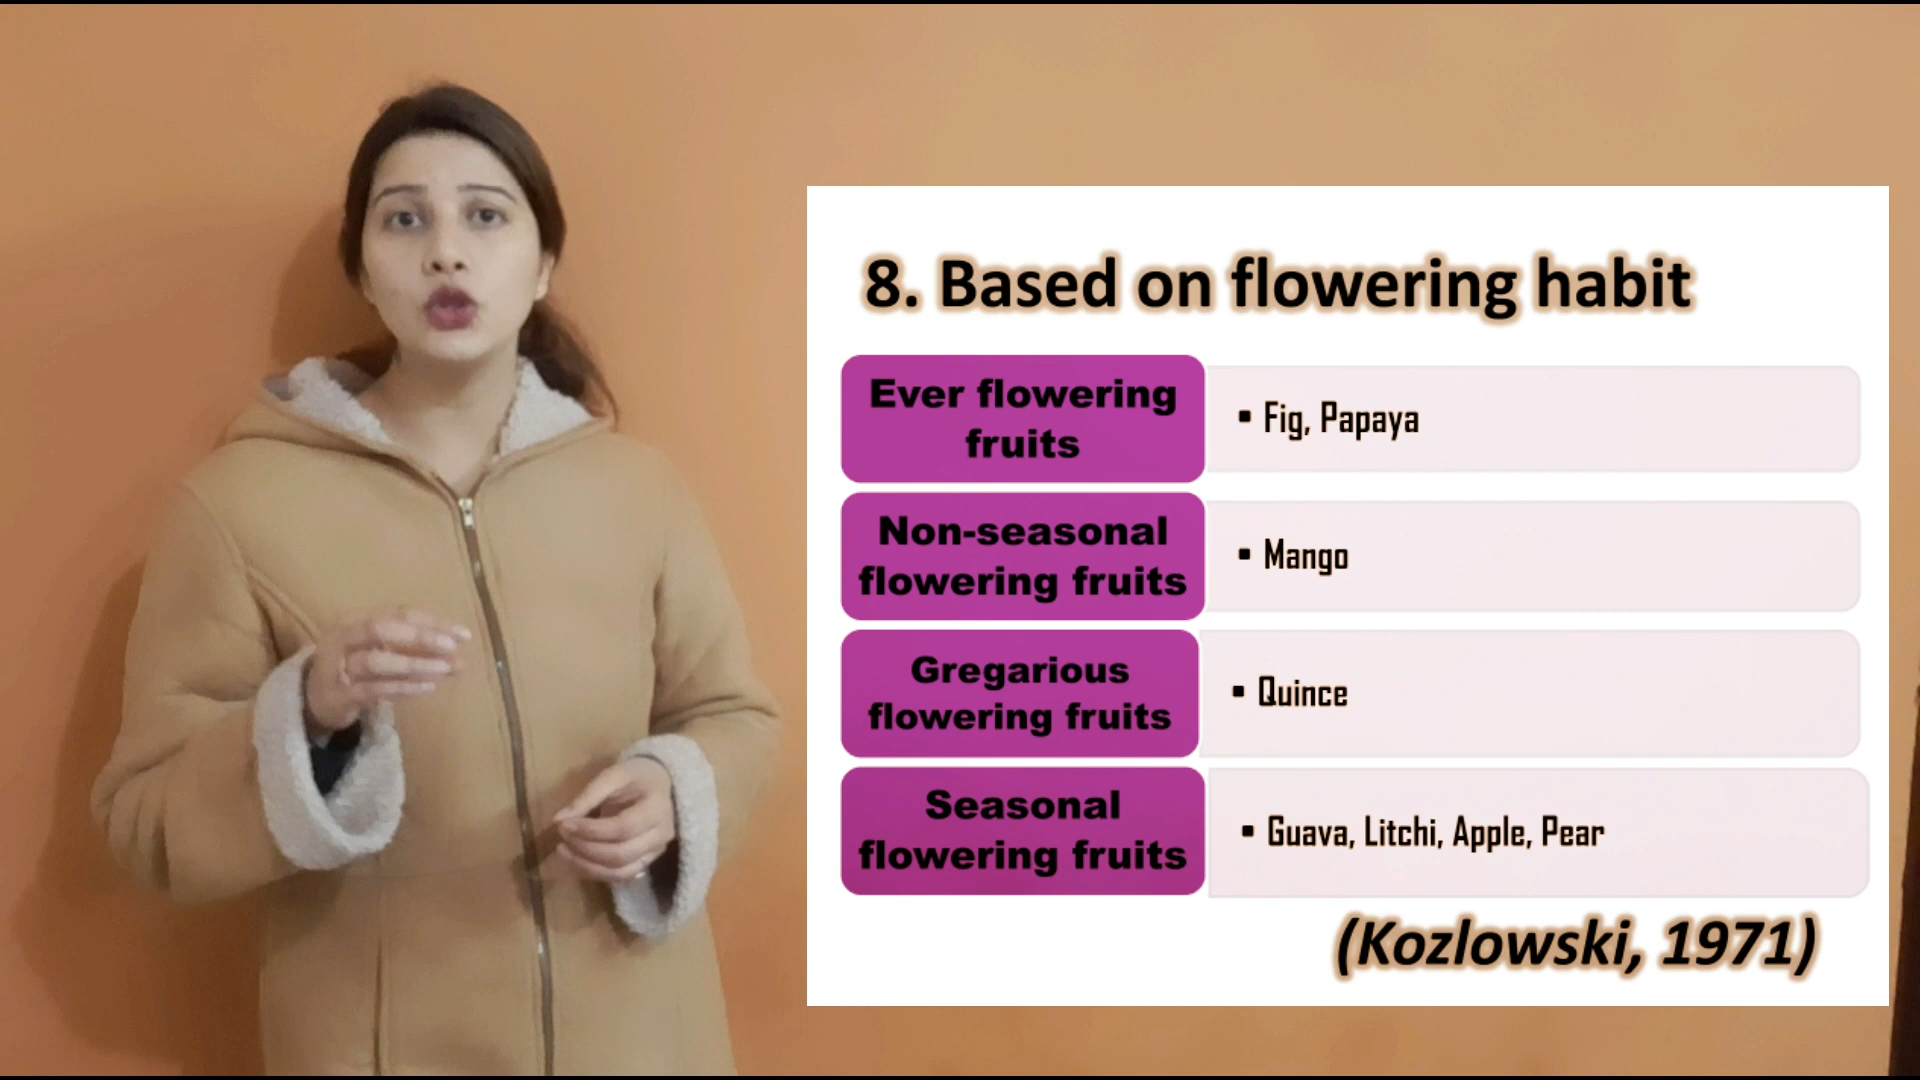 8. Based on flowering habit
Ever flowering
fruits
▪ Fig, Papaya
Non-seasonal
flowering fruits
▪ Mango
Gregarious
flowering fruits
▪ Quince
Seasonal
flowering fruits
▪ Guava, Litchi, Apple, Pear
(Kozlowski, 1971)